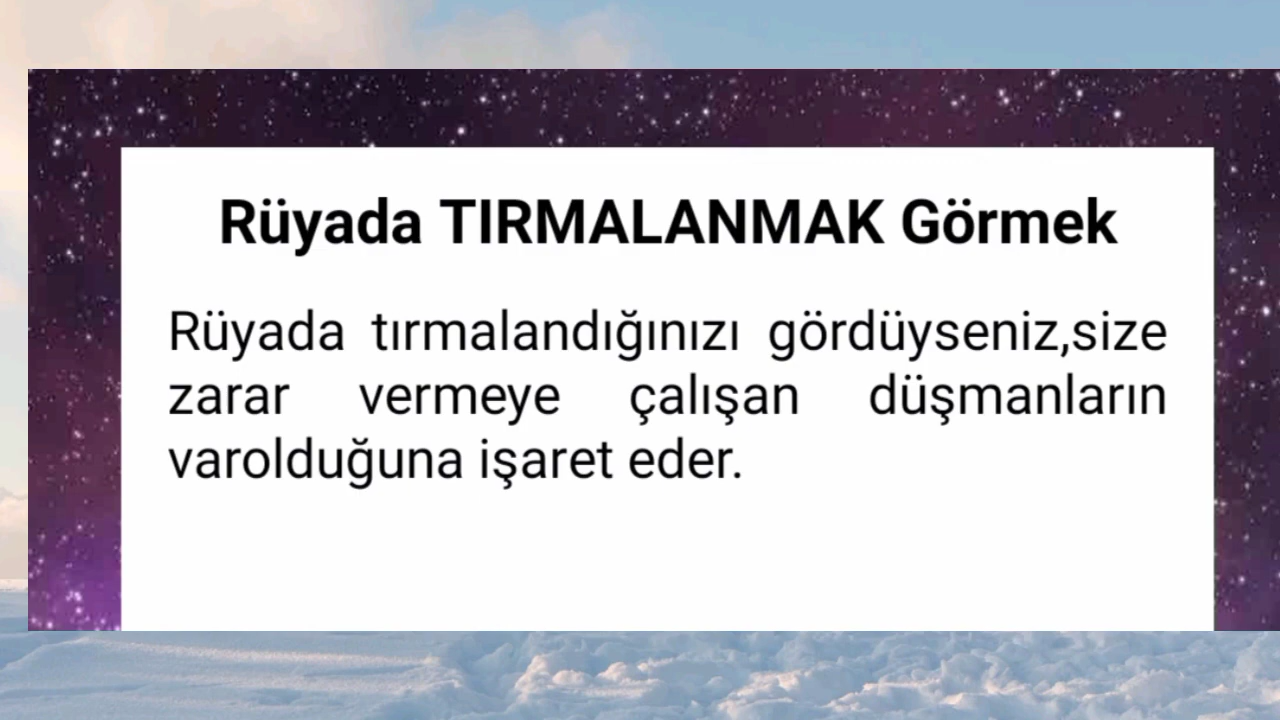 Rüyada TIRMALANMAK Görmek
Rüyada tırmalandığınızı gördüyseniz,size
zarar vermeye çalışan düşmanların
varolduğuna işaret eder.